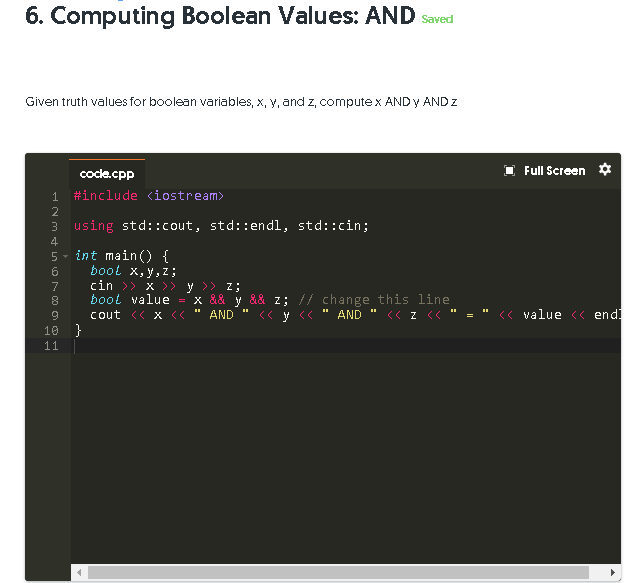 6. Computing Boolean Values: AND Saved
Given truth values for boolean variables, x, y, and z, compute x AND y AND z
code.cpp Full Screen
1 #include <iostream>
2
3 using std::cout, std::endl, std::cin;
4
5 int main() {
6 bool x,y,z;
7 cin >> x >> y >> z;
8 bool value = x && y && z; // change this line
9 cout << x << " AND " << y << " AND " << z << " = " << value << endl
10 }
11